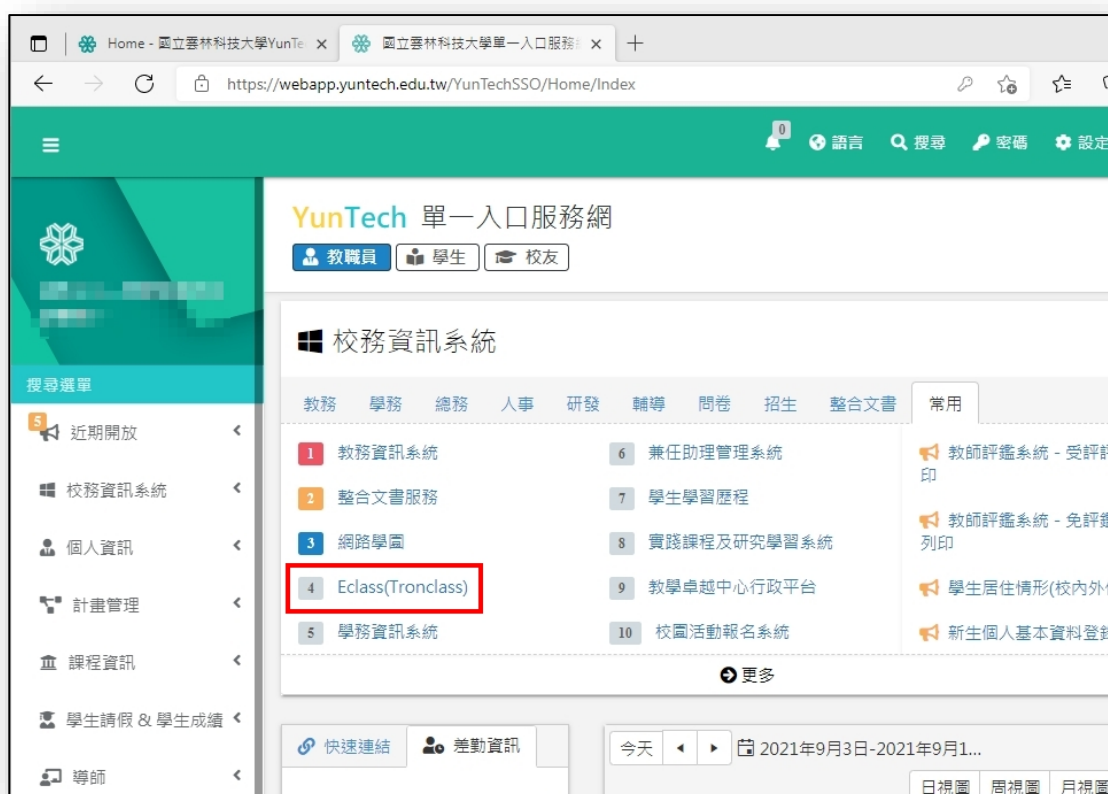 Home - 國立雲林科技大學YunTe
國立雲林科技大學單一入口服務
https://webapp.yuntech.edu.tw/YunTechSSO/Home/Index
0
語言
搜尋
密碼
設定
YunTech 單一入口服務網
教職員
學生
校友
搜尋選單
5
近期開放
校務資訊系統
個人資訊
計畫管理
課程資訊
學生請假 & 學生成績
導師
校務資訊系統
教務 學務 總務 人事 研發 輔導 問卷 招生 整合文書 常用
1 教務資訊系統
2 整合文書服務
3 網路學園
4 Eclass(Tronclass)
5 學務資訊系統
6 兼任助理管理系統
7 學生學習歷程
8 實踐課程及研究學習系統
9 教學卓越中心行政平台
10 校園活動報名系統
教師評鑑系統 - 受評
印
教師評鑑系統 - 免評
列印
學生居住情形(校內外
新生個人基本資料登
更多
快速連結
差勤資訊
今天
2021年9月3日-2021年9月1...
日視圖
周視圖
月視圖